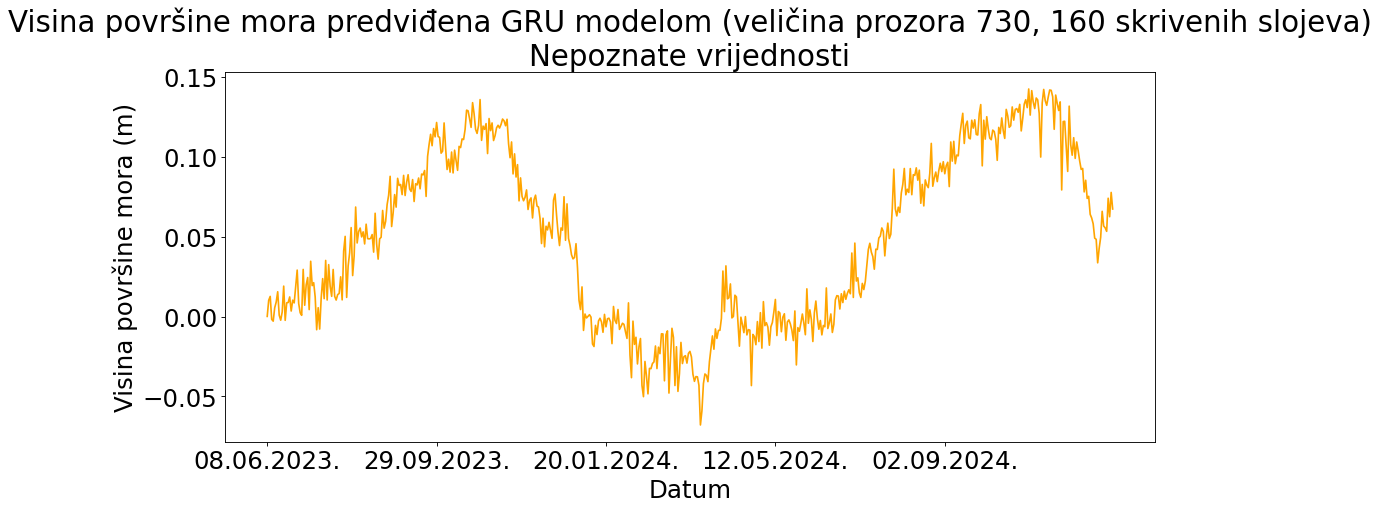 Visina površine mora predviđena GRU modelom (veličina prozora 730, 160 skrivenih slojeva)
Nepoznate vrijednosti
Visina površine mora (m)
0.15
0.10
0.05
0.00
−0.05
08.06.2023.
29.09.2023.
20.01.2024.
12.05.2024.
02.09.2024.
Datum